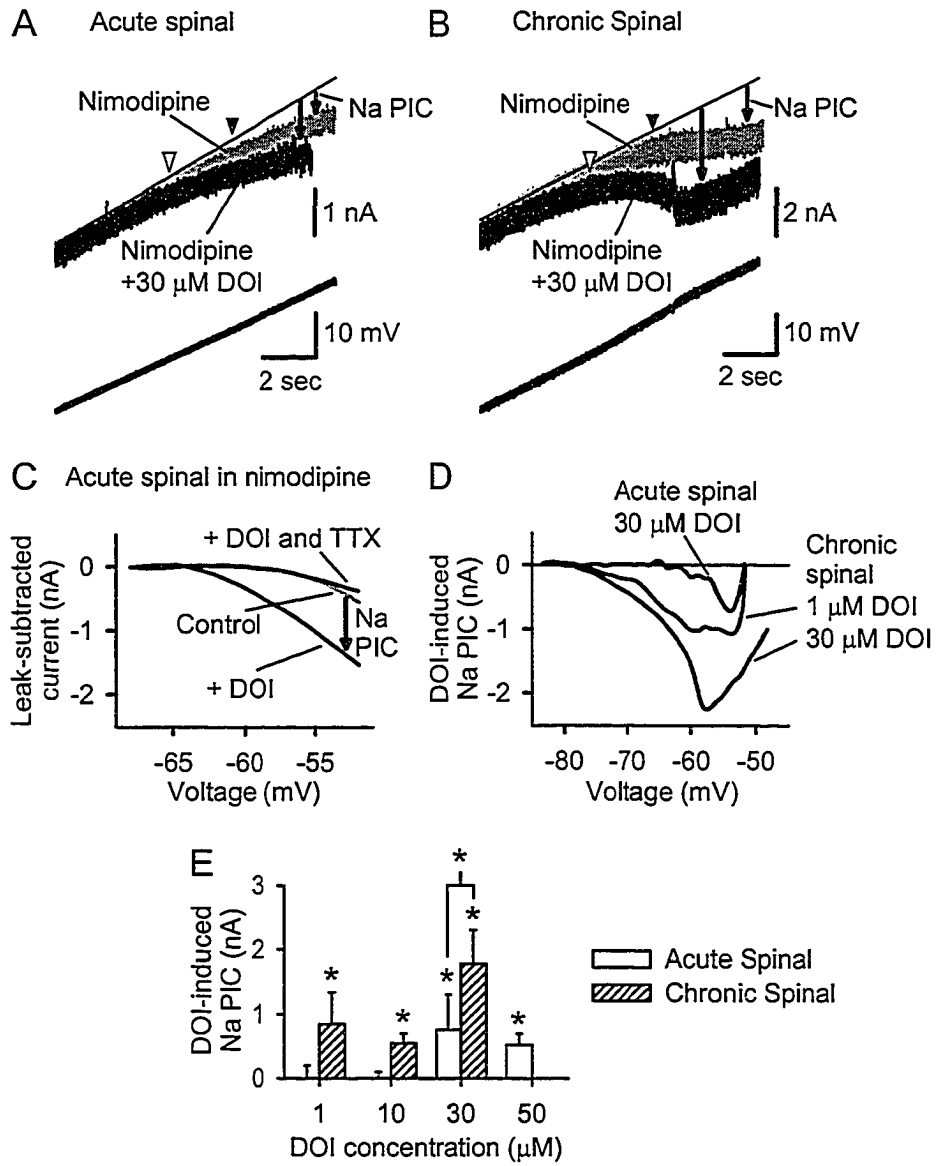 A Acute spinal
Nimodipine
Na PIC
1 nA
Nimodipine
+30 μM DOI
10 mV
2 sec
B Chronic Spinal
Nimodipine
Na PIC
2 nA
Nimodipine
+30 μM DOI
10 mV
2 sec
C Acute spinal in nimodipine
+ DOI and TTX
Control
Na
PIC
+ DOI
0
-1
-2
Leak-subtracted
current (nA)
-65 -60 -55
Voltage (mV)
D
Acute spinal
30 μM DOI
Chronic
spinal
1 μM DOI
30 μM DOI
0
-1
-2
DOI-induced
Na PIC (nA)
-80 -70 -60 -50
Voltage (mV)
E
3
2
1
0
DOI-induced
Na PIC (nA)
* * * * * *
1 10 30 50
DOI concentration (μM)
Acute Spinal
Chronic Spinal